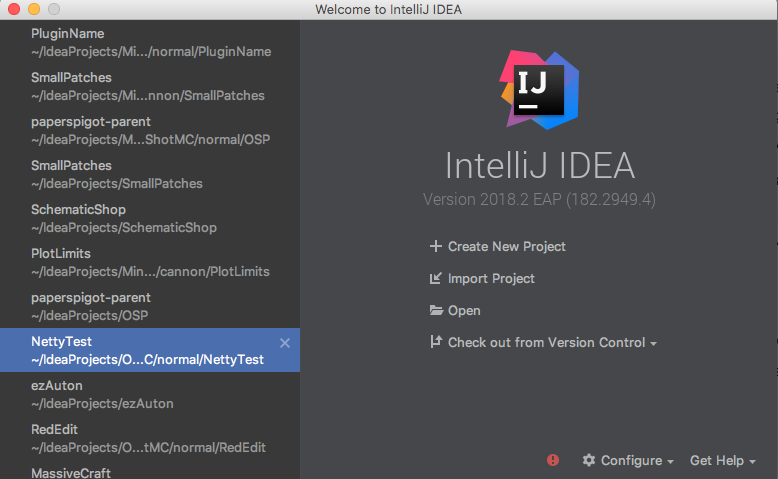 Welcome to IntelliJ IDEA
PluginName
~/IdeaProjects/Mi.../normal/PluginName
SmallPatches
~/IdeaProjects/Mi...nnon/SmallPatches
paperspigot-parent
~/IdeaProjects/M...ShotMC/normal/OSP
SmallPatches
~/IdeaProjects/SmallPatches
SchematicShop
~/IdeaProjects/SchematicShop
PlotLimits
~/IdeaProjects/Min.../cannon/PlotLimits
paperspigot-parent
~/IdeaProjects/OSP
NettyTest
~/IdeaProjects/O...C/normal/NettyTest
ezAuton
~/IdeaProjects/ezAuton
RedEdit
~/IdeaProjects/O...tMC/normal/RedEdit
MassiveCraft
IJ
IntelliJ IDEA
Version 2018.2 EAP (182.2949.4)
Create New Project
Import Project
Open
Check out from Version Control
Configure
Get Help